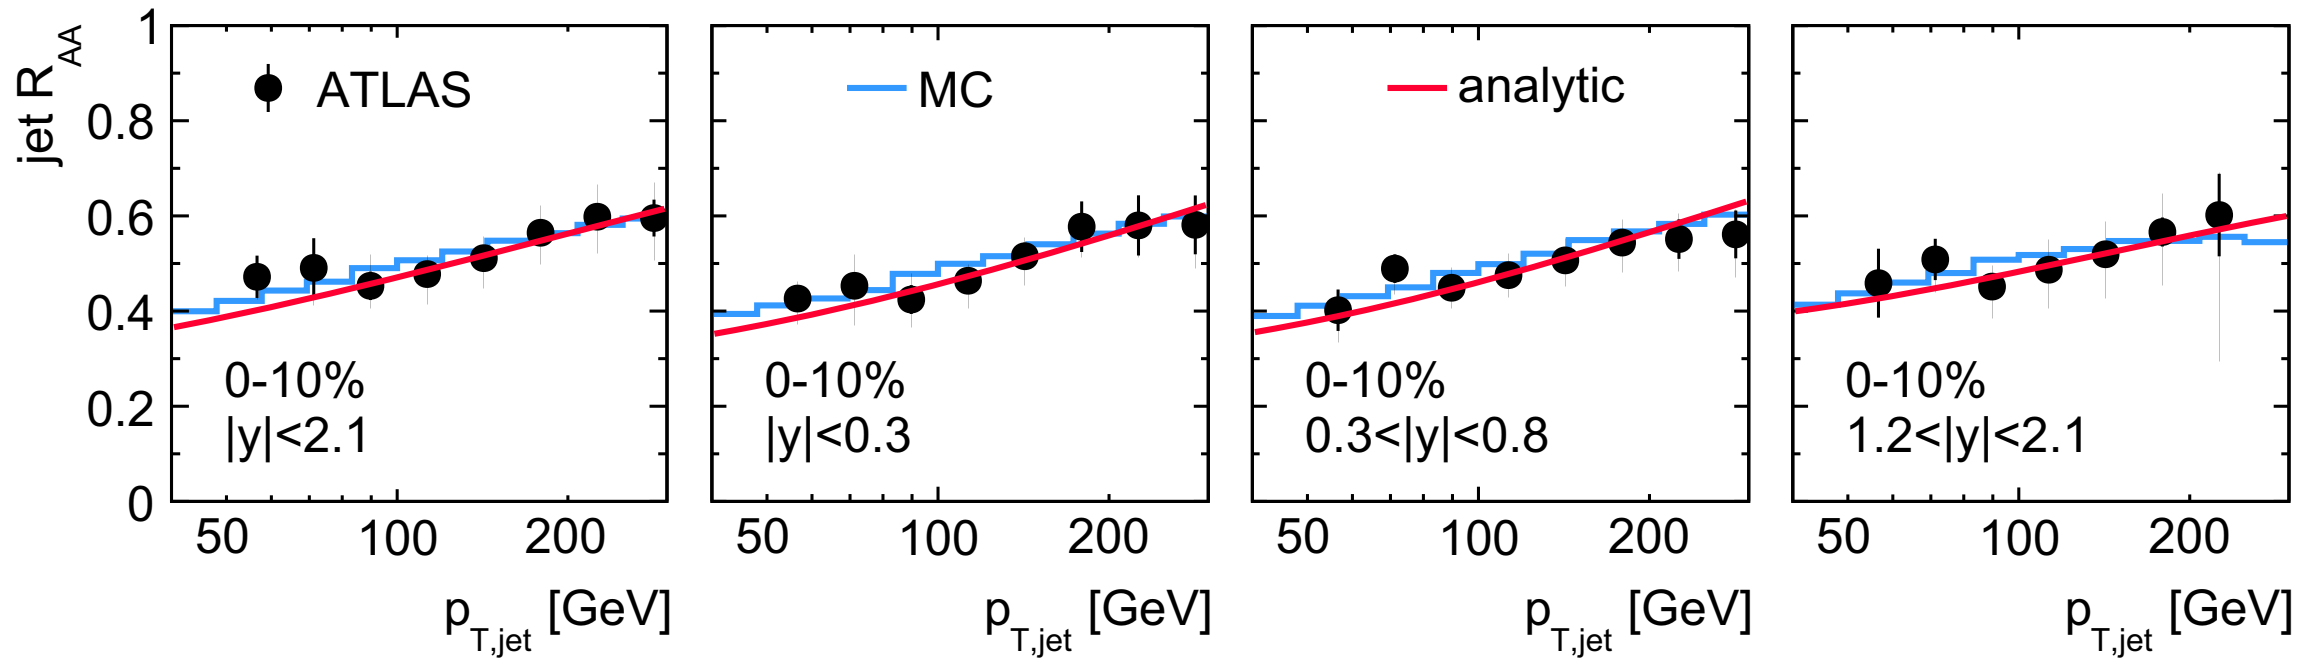 jet R_AA
1
0.8
0.6
0.4
0.2
0
ATLAS
0-10%
|y|<2.1
50 100 200
p_T,jet [GeV]
MC
0-10%
|y|<0.3
50 100 200
p_T,jet [GeV]
analytic
0-10%
0.3<|y|<0.8
50 100 200
p_T,jet [GeV]
0-10%
1.2<|y|<2.1
50 100 200
p_T,jet [GeV]